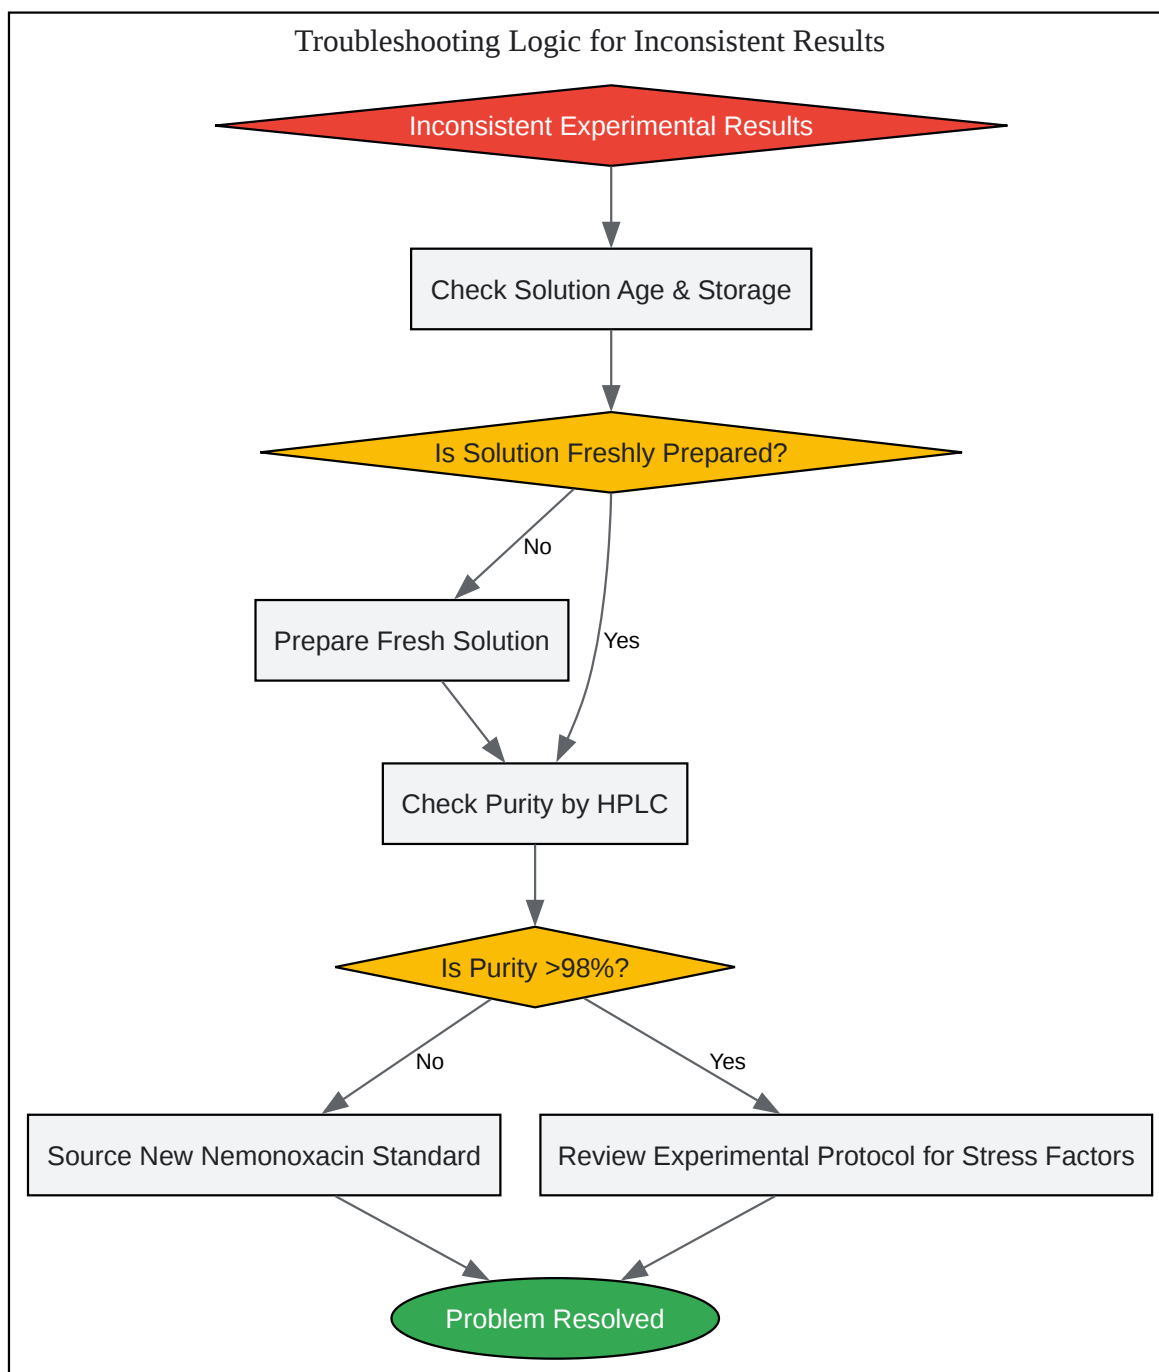 Troubleshooting Logic for Inconsistent Results
Inconsistent Experimental Results
Check Solution Age & Storage
Is Solution Freshly Prepared?
No
Prepare Fresh Solution
Yes
Check Purity by HPLC
Is Purity >98%?
No
Yes
Source New Nemonoxacin Standard
Review Experimental Protocol for Stress Factors
Problem Resolved